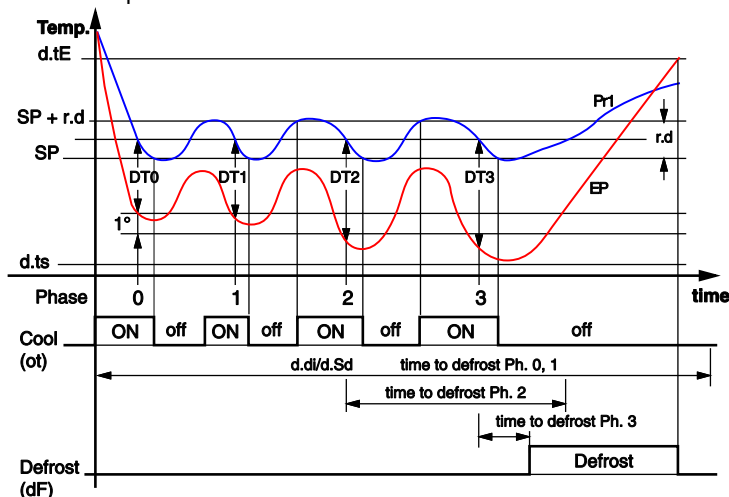 Temp.
d.tE
Pr1
SP + r.d
r.d
SP
DT0 DT1 DT2 DT3
EP
1°
d.ts
Phase 0 1 2 3 time
Cool (ot) ON off ON off ON off ON off
d.di/d.Sd time to defrost Ph. 0, 1
time to defrost Ph. 2
time to defrost Ph. 3
Defrost
Defrost
(dF)